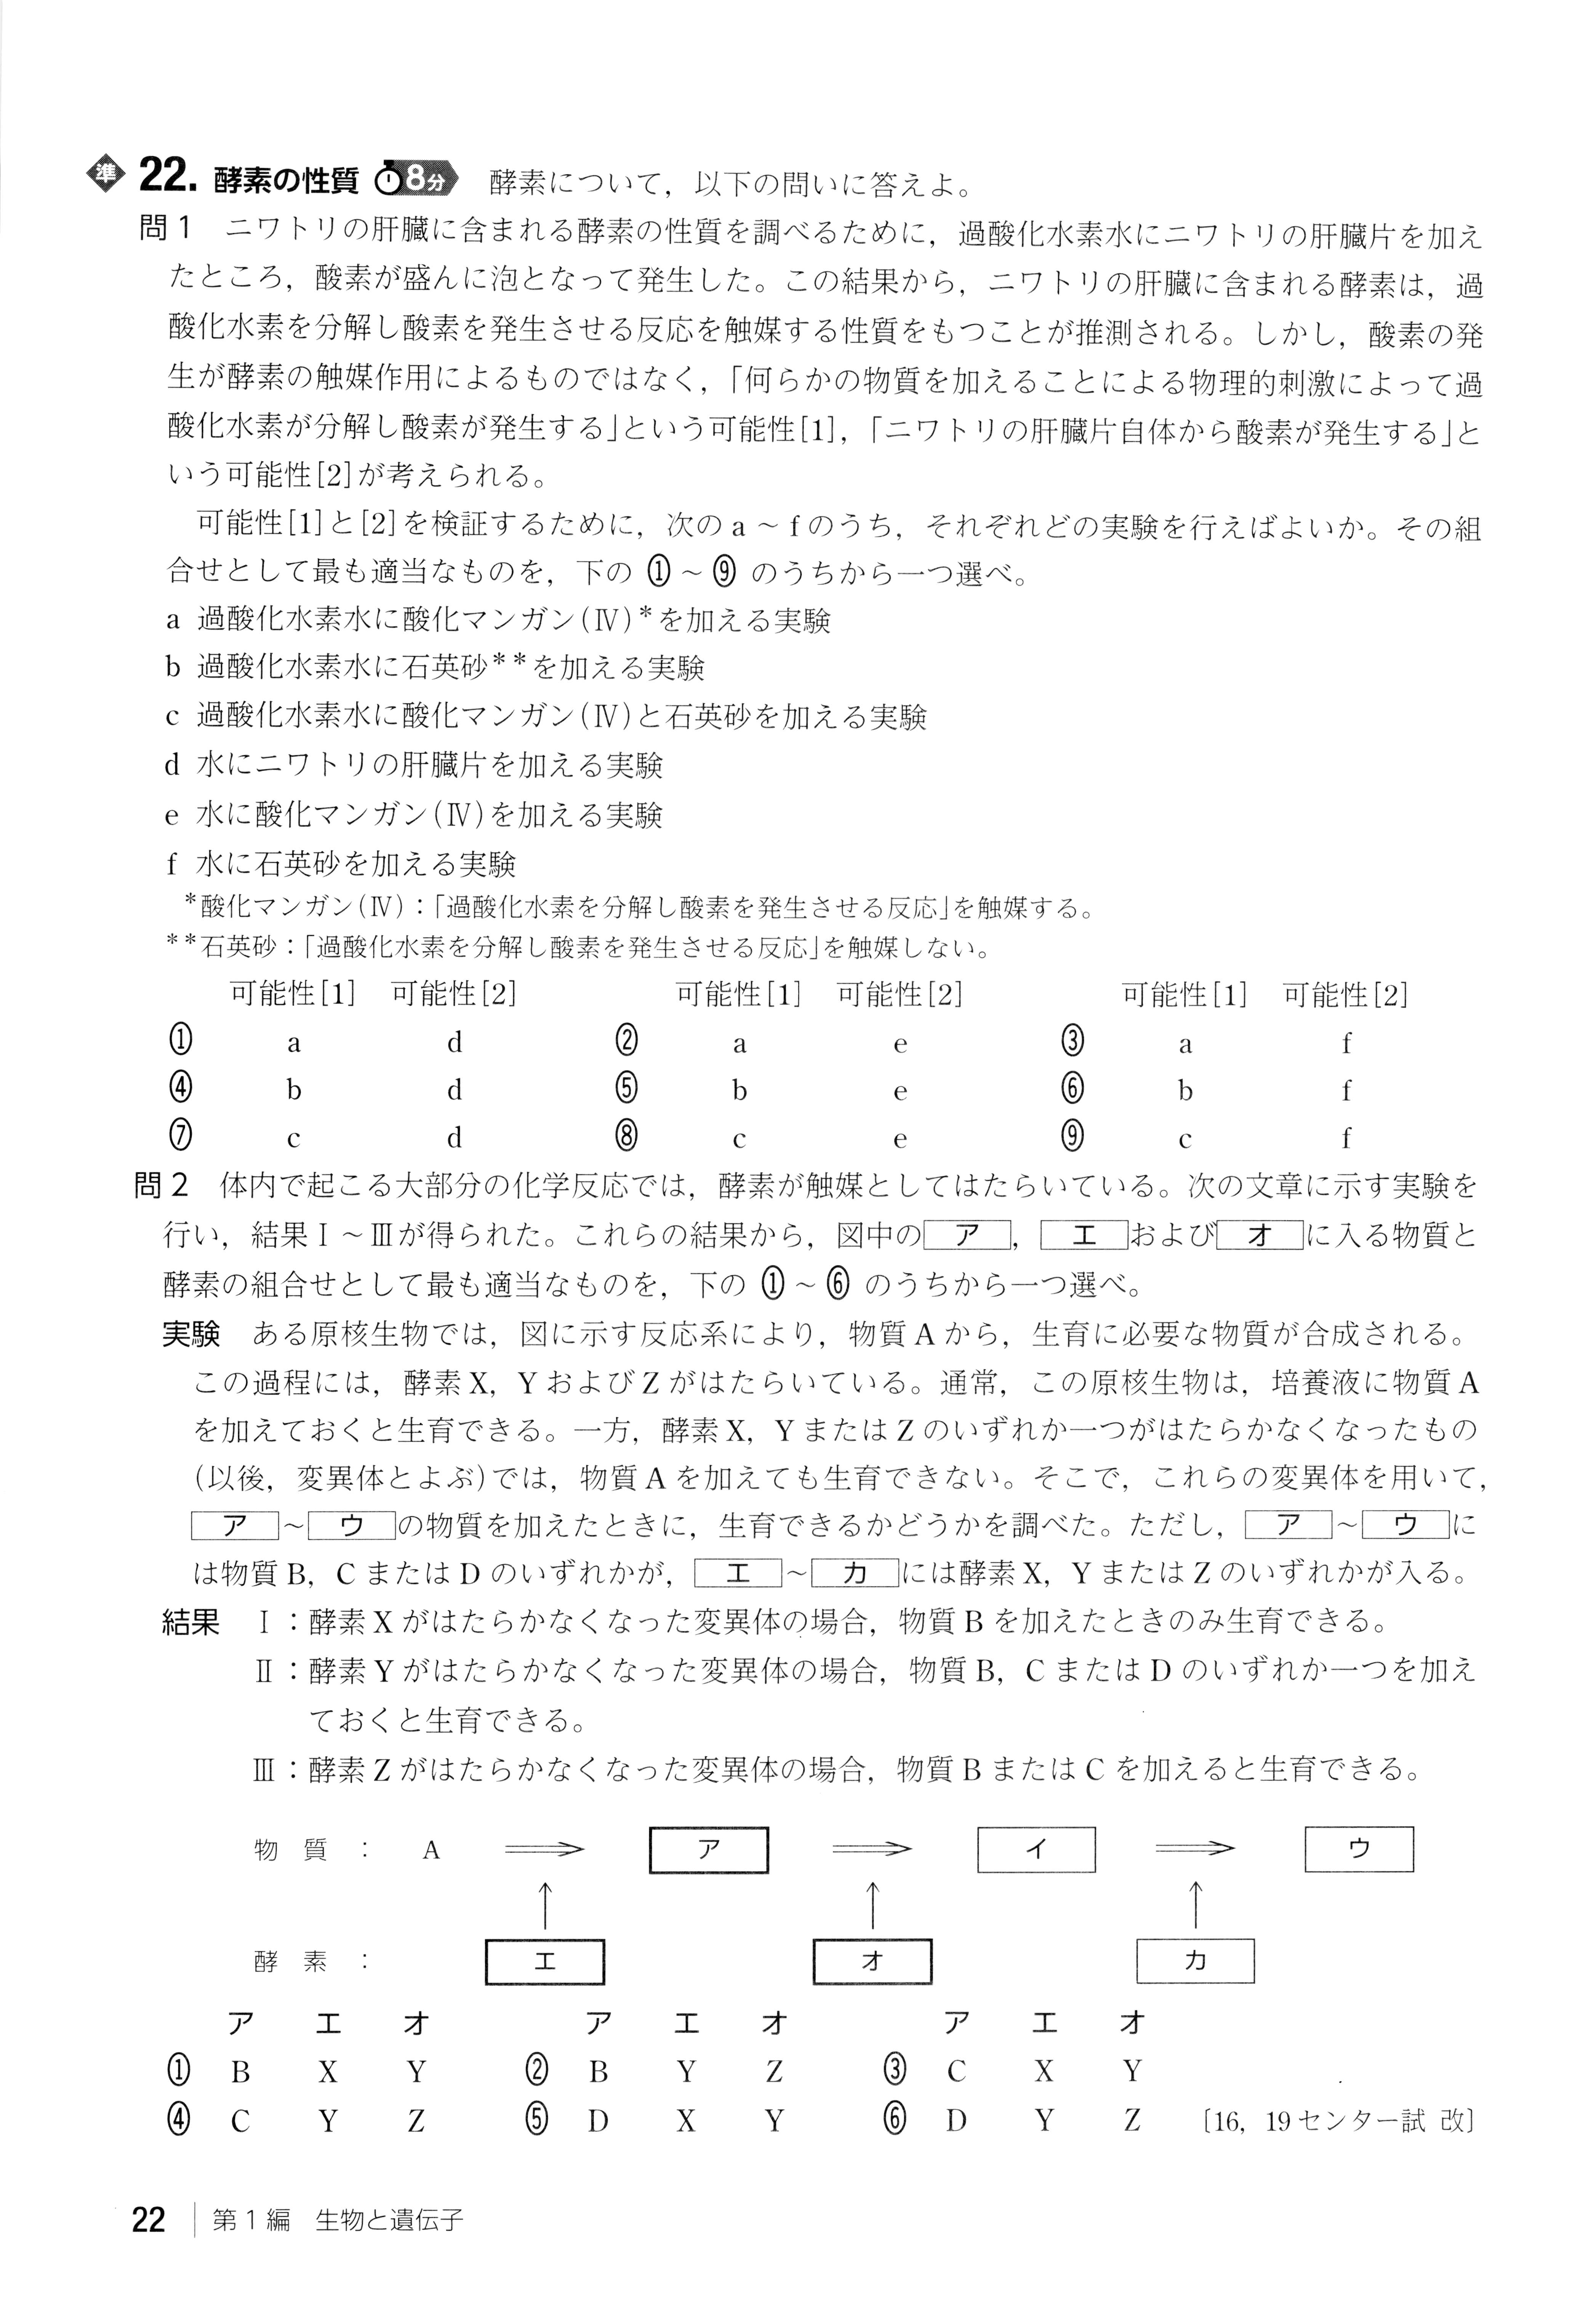 準 22. 酵素の性質 8分 酵素について，以下の問いに答えよ。
問1 ニワトリの肝臓に含まれる酵素の性質を調べるために，過酸化水素水にニワトリの肝臓片を加え
たところ，酸素が盛んに泡となって発生した。この結果から，ニワトリの肝臓に含まれる酵素は，過
酸化水素を分解し酸素を発生させる反応を触媒する性質をもつことが推測される。しかし，酸素の発
生が酵素の触媒作用によるものではなく，「何らかの物質を加えることによる物理的刺激によって過
酸化水素が分解し酸素が発生する」という可能性[1]，「ニワトリの肝臓片自体から酸素が発生する」と
いう可能性[2]が考えられる。
可能性[1]と[2]を検証するために，次のa～fのうち，それぞれどの実験を行えばよいか。その組
合せとして最も適当なものを，下の ①～⑨ のうちから一つ選べ。
a 過酸化水素水に酸化マンガン(Ⅳ)*を加える実験
b 過酸化水素水に石英砂**を加える実験
c 過酸化水素水に酸化マンガン(Ⅳ)と石英砂を加える実験
d 水にニワトリの肝臓片を加える実験
e 水に酸化マンガン(Ⅳ)を加える実験
f 水に石英砂を加える実験
*酸化マンガン(Ⅳ)：「過酸化水素を分解し酸素を発生させる反応」を触媒する。
**石英砂：「過酸化水素を分解し酸素を発生させる反応」を触媒しない。
可能性[1] 可能性[2] 可能性[1] 可能性[2] 可能性[1] 可能性[2]
① a d ② a e ③ a f
④ b d ⑤ b e ⑥ b f
⑦ c d ⑧ c e ⑨ c f
問2 体内で起こる大部分の化学反応では，酵素が触媒としてはたらいている。次の文章に示す実験を
行い，結果Ⅰ～Ⅲが得られた。これらの結果から，図中の ア ， エ および オ に入る物質と
酵素の組合せとして最も適当なものを，下の ①～⑥ のうちから一つ選べ。
実験 ある原核生物では，図に示す反応系により，物質Aから，生育に必要な物質が合成される。
この過程には，酵素X，YおよびZがはたらいている。通常，この原核生物は，培養液に物質A
を加えておくと生育できる。一方，酵素X，YまたはZのいずれか一つがはたらかなくなったもの
(以後，変異体とよぶ)では，物質Aを加えても生育できない。そこで，これらの変異体を用いて，
ア ～ ウ の物質を加えたときに，生育できるかどうかを調べた。ただし， ア ～ ウ に
は物質B，CまたはDのいずれかが， エ ～ カ には酵素X，YまたはZのいずれかが入る。
結果 Ⅰ：酵素Xがはたらかなくなった変異体の場合，物質Bを加えたときのみ生育できる。
Ⅱ：酵素Yがはたらかなくなった変異体の場合，物質B，CまたはDのいずれか一つを加え
ておくと生育できる。
Ⅲ：酵素Zがはたらかなくなった変異体の場合，物質BまたはCを加えると生育できる。
物質： A ⟹ ア ⟹ イ ⟹ ウ
↑ ↑ ↑
酵素： エ オ カ
ア エ オ ア エ オ ア エ オ
① B X Y ② B Y Z ③ C X Y
④ C Y Z ⑤ D X Y ⑥ D Y Z 〔16，19センター試 改〕
22 第1編 生物と遺伝子